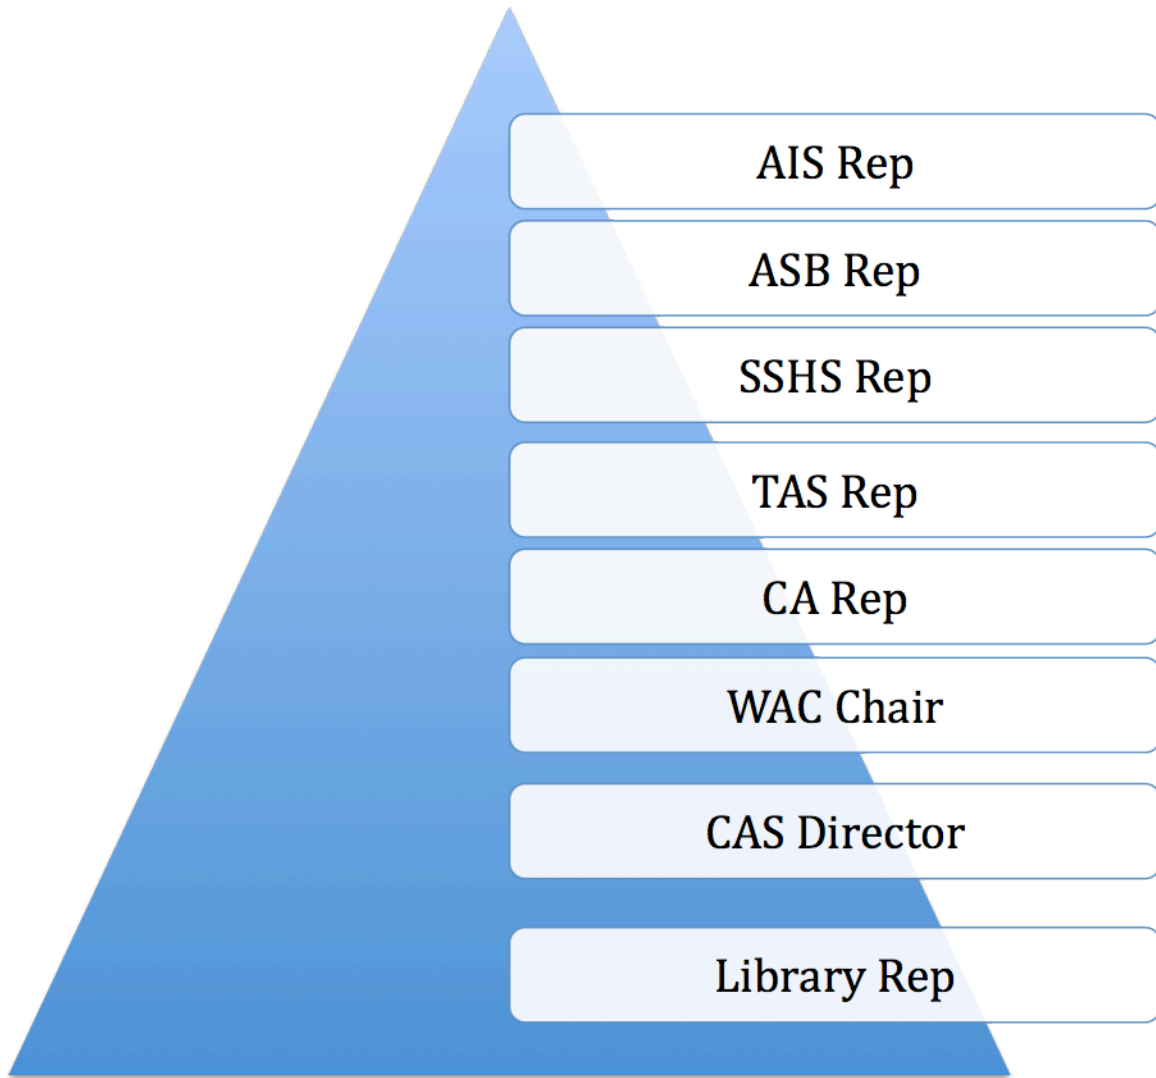 AIS Rep
ASB Rep
SSHS Rep
TAS Rep
CA Rep
WAC Chair
CAS Director
Library Rep